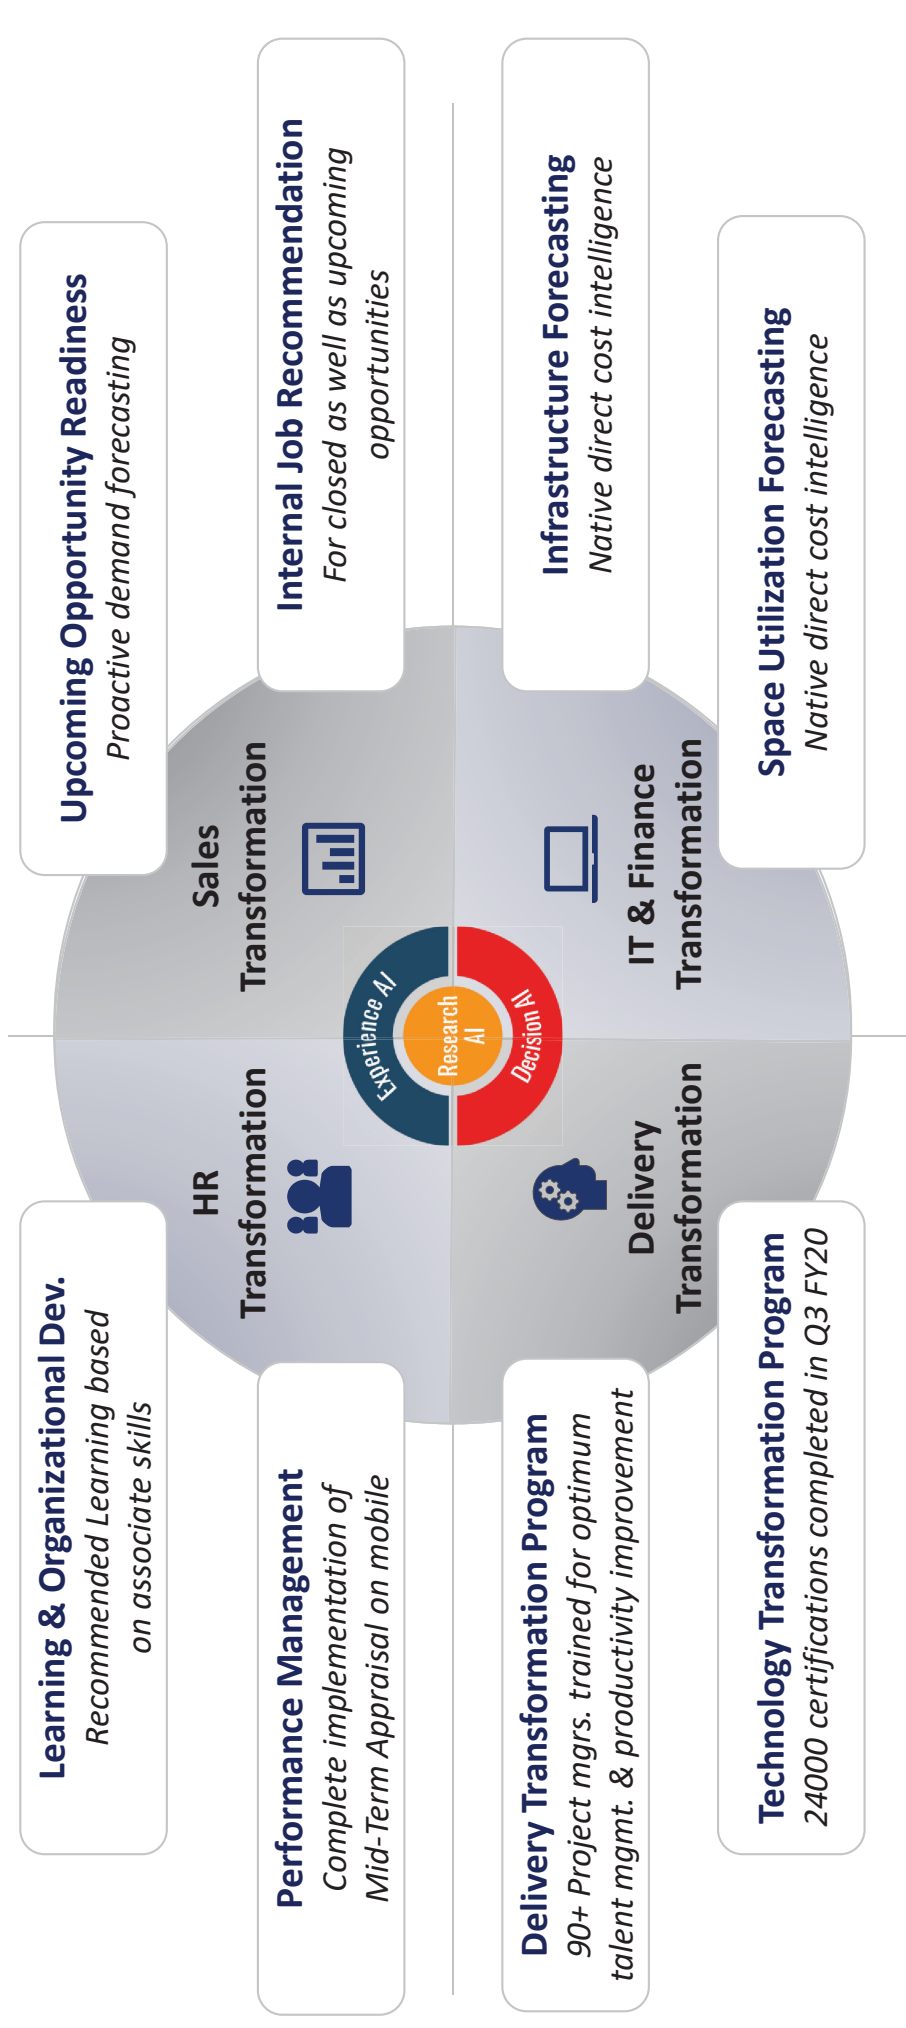 Learning & Organizational Dev.
Recommended Learning based
on associate skills
Upcoming Opportunity Readiness
Proactive demand forecasting
Performance Management
Complete implementation of
Mid-Term Appraisal on mobile
Internal Job Recommendation
For closed as well as upcoming
opportunities
HR
Transformation
Sales
Transformation
Experience AI
Research
AI
Decision AI
Delivery
Transformation
IT & Finance
Transformation
Delivery Transformation Program
90+ Project mgrs. trained for optimum
talent mgmt. & productivity improvement
Infrastructure Forecasting
Native direct cost intelligence
Technology Transformation Program
24000 certifications completed in Q3 FY20
Space Utilization Forecasting
Native direct cost intelligence